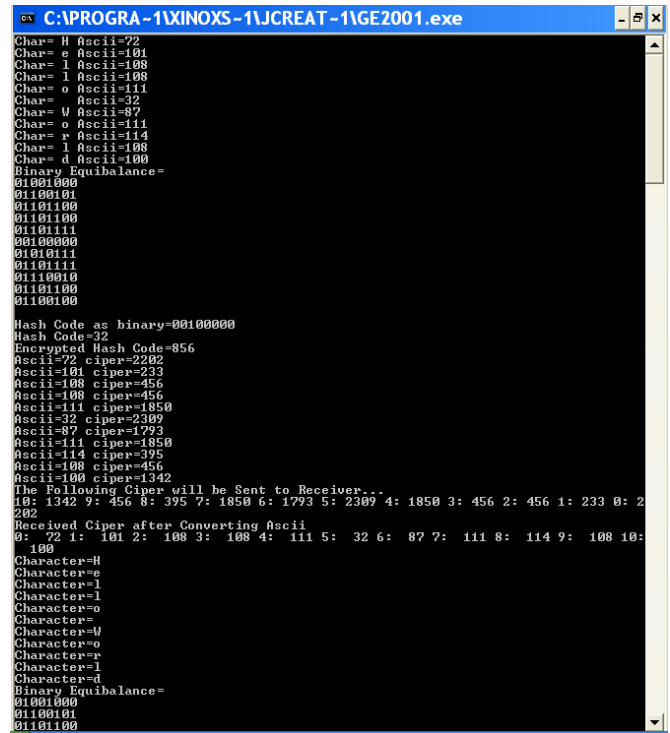 C:\PROGRA~1\XINOXS~1\JCREAT~1\GE2001.exe
Char= H Ascii=72
Char= e Ascii=101
Char= l Ascii=108
Char= l Ascii=108
Char= o Ascii=111
Char=   Ascii=32
Char= W Ascii=87
Char= o Ascii=111
Char= r Ascii=114
Char= l Ascii=108
Char= d Ascii=100
Binary Equibalance=
01001000
01100101
01101100
01101100
01101111
00100000
01010111
01101111
01110010
01101100
01100100
Hash Code as binary=00100000
Hash Code=32
Encrypted Hash Code=856
Ascii=72 ciper=2202
Ascii=101 ciper=233
Ascii=108 ciper=456
Ascii=108 ciper=456
Ascii=111 ciper=1850
Ascii=32 ciper=2309
Ascii=87 ciper=1793
Ascii=111 ciper=1850
Ascii=114 ciper=395
Ascii=108 ciper=456
Ascii=100 ciper=1342
The Following Ciper will be Sent to Receiver...
10: 1342 9: 456 8: 395 7: 1850 6: 1793 5: 2309 4: 1850 3: 456 2: 456 1: 233 0: 2
202
Received Ciper after Converting Ascii
0:  72 1:  101 2:  108 3:  108 4:  111 5:  32 6:  87 7:  111 8:  114 9:  108 10:
  100
Character=H
Character=e
Character=l
Character=l
Character=o
Character=
Character=W
Character=o
Character=r
Character=l
Character=d
Binary Equibalance=
01001000
01100101
01101100